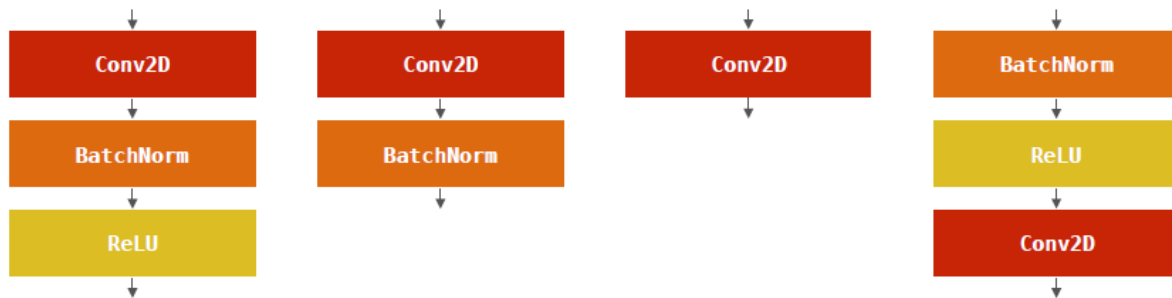 Conv2D
BatchNorm
ReLU
Conv2D
BatchNorm
Conv2D
BatchNorm
ReLU
Conv2D